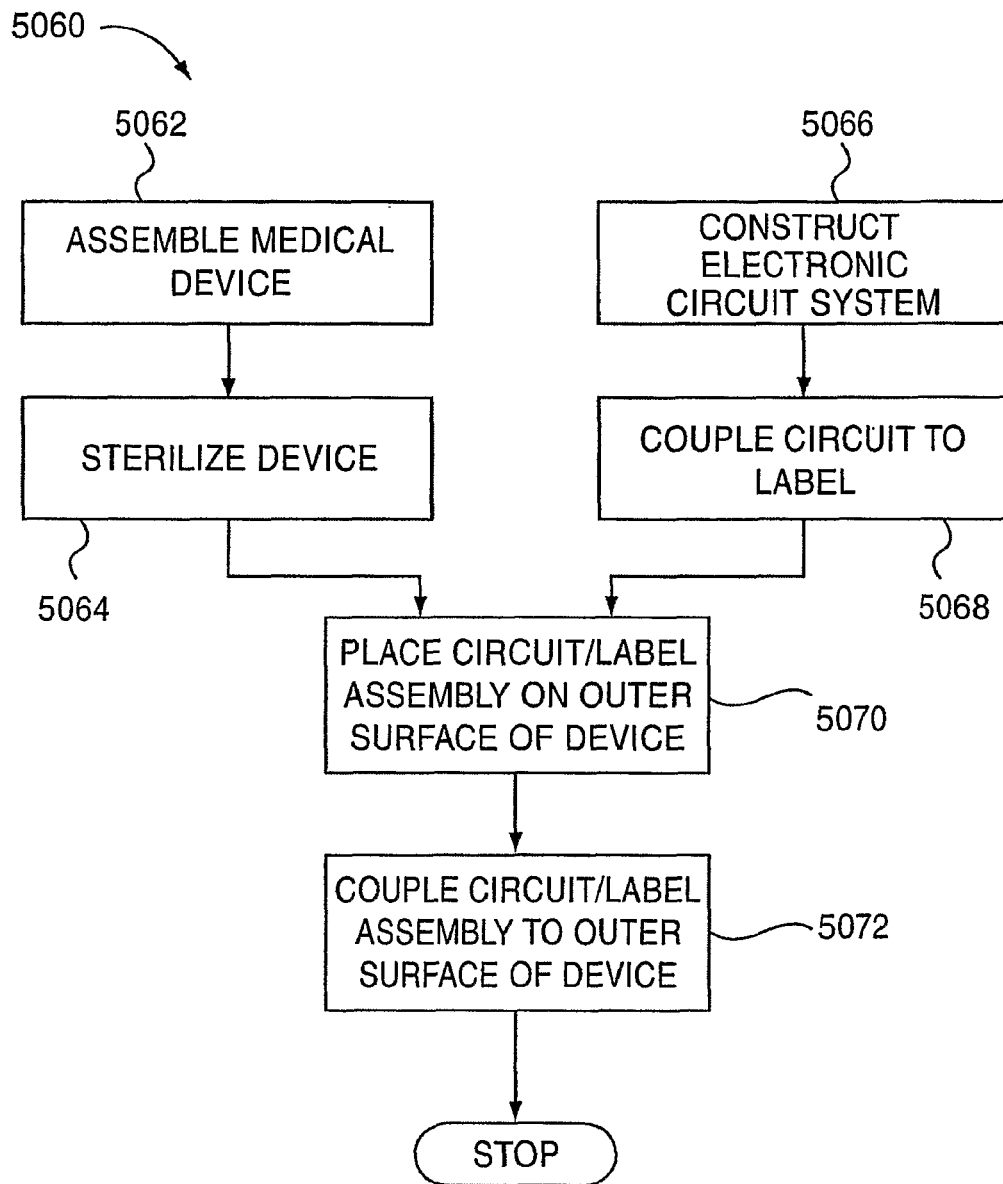 5060
5062
5066
ASSEMBLE MEDICAL
DEVICE
CONSTRUCT
ELECTRONIC
CIRCUIT SYSTEM
STERILIZE DEVICE
COUPLE CIRCUIT TO
LABEL
5064
5068
PLACE CIRCUIT/LABEL
ASSEMBLY ON OUTER
SURFACE OF DEVICE
5070
COUPLE CIRCUIT/LABEL
ASSEMBLY TO OUTER
SURFACE OF DEVICE
5072
STOP